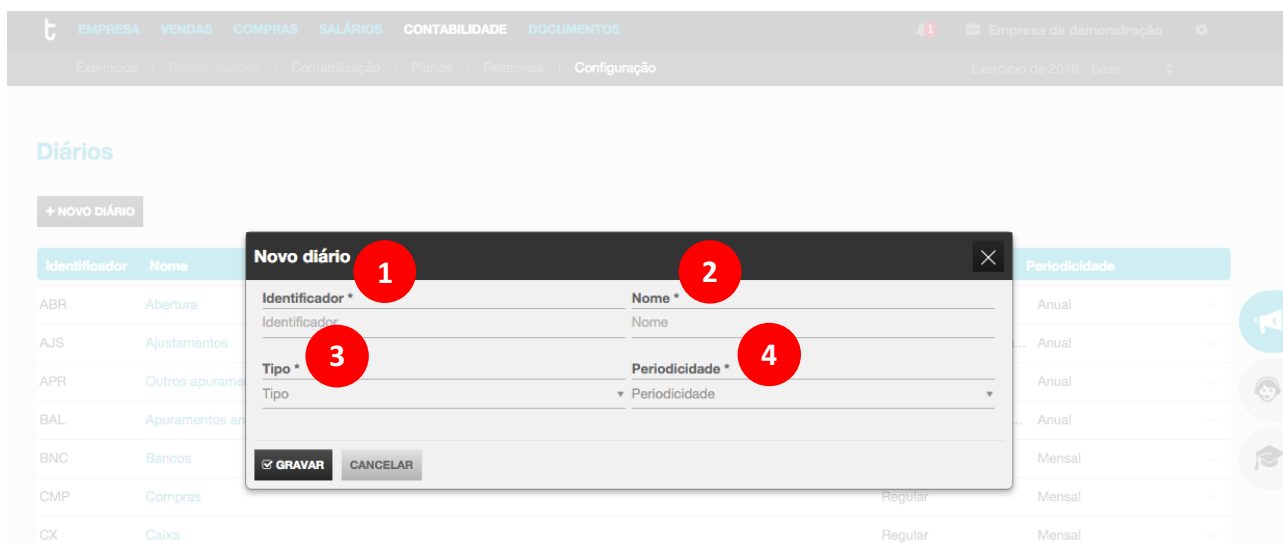 t EMPRESA VENDAS COMPRAS SALÁRIOS CONTABILIDADE DOCUMENTOS 1 Empresa de demonstração
Exercícios | Reconciliações | Contabilização | Planos | Relatórios | Configuração Exercício de 2016 - base
Diários
+ NOVO DIÁRIO
Identificador Nome Periodicidade
Novo diário
1
2
Identificador *
Nome *
Identificador
Nome
3
4
Tipo *
Periodicidade *
Tipo
Periodicidade
GRAVAR CANCELAR
ABR Abertura Anual
AJS Ajustamentos ... Anual
APR Outros apurame Anual
BAL Apuramentos an ... Anual
BNC Bancos Mensal
CMP Compras Regular Mensal
CX Caixa Regular Mensal